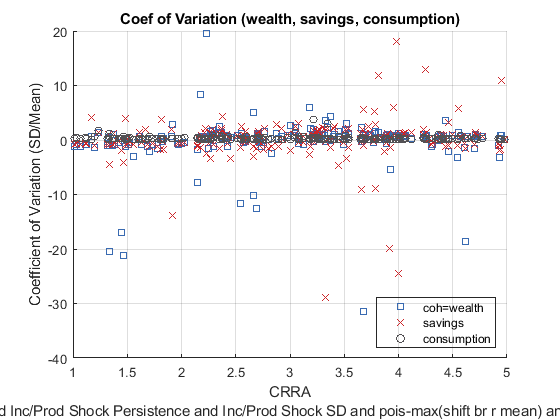 Coef of Variation (wealth, savings, consumption)
Coefficient of Variation (SD/Mean)
20
10
0
-10
-20
-30
-40
1
1.5
2
2.5
3
3.5
4
4.5
5
coh=wealth
savings
consumption
CRRA
d Inc/Prod Shock Persistence and Inc/Prod Shock SD and pois-max(shift br r mean) an